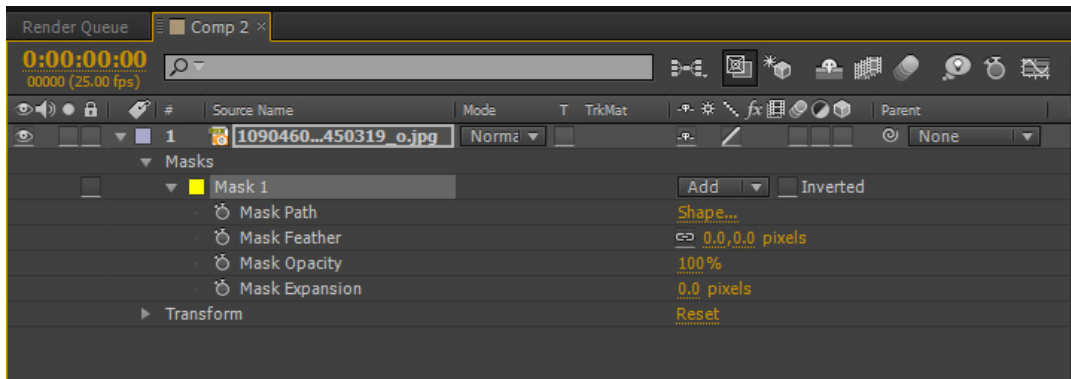 Render Queue Comp 2 ×
0:00:00:00
00000 (25.00 fps)
# Source Name Mode T TrkMat fx Parent
1 1090460...450319_o.jpg Norma None
Masks
Mask 1 Add Inverted
Mask Path Shape...
Mask Feather 0.0,0.0 pixels
Mask Opacity 100%
Mask Expansion 0.0 pixels
Transform Reset